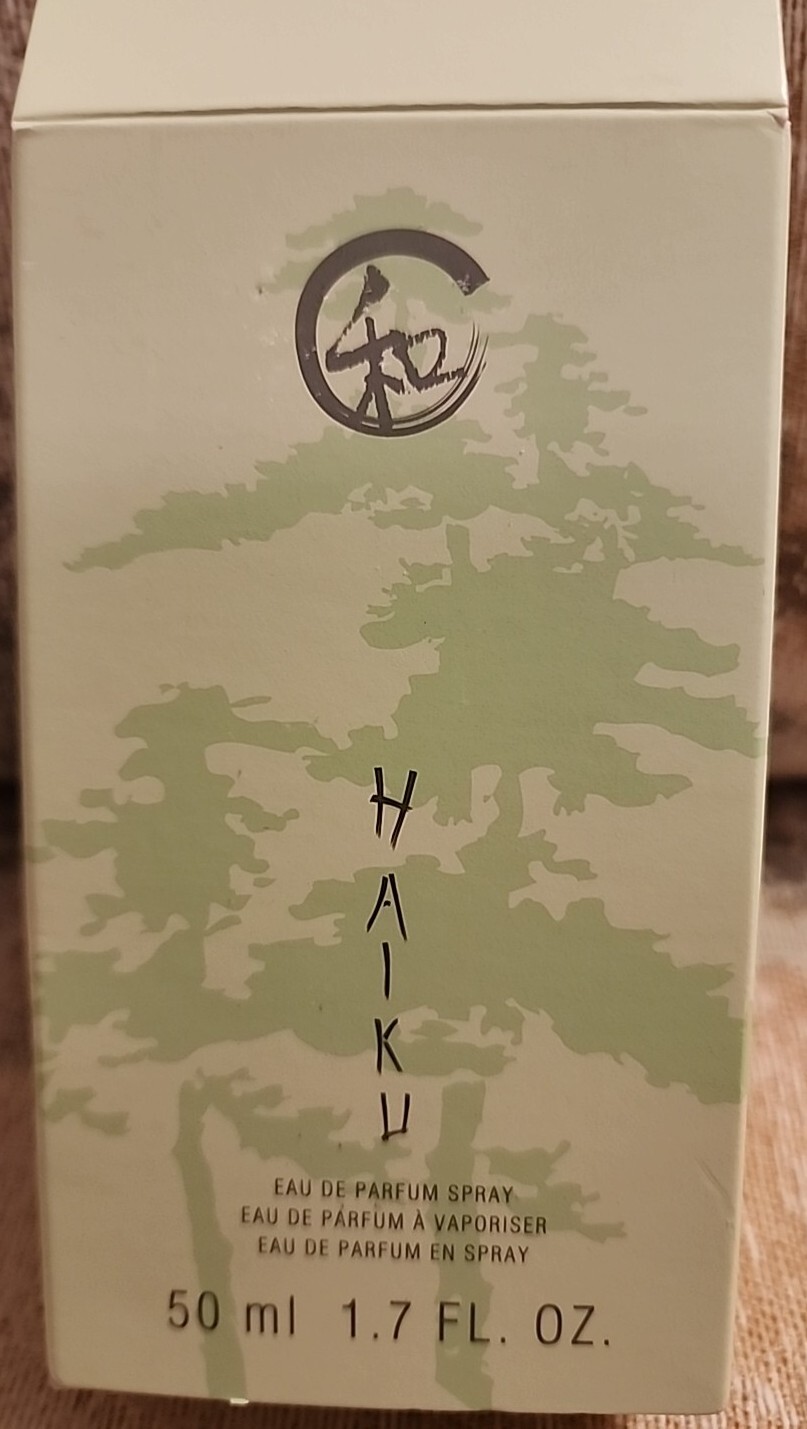 和
HAIKU
EAU DE PARFUM SPRAY
EAU DE PARFUM À VAPORISER
EAU DE PARFUM EN SPRAY
50 ml 1.7 FL. OZ.